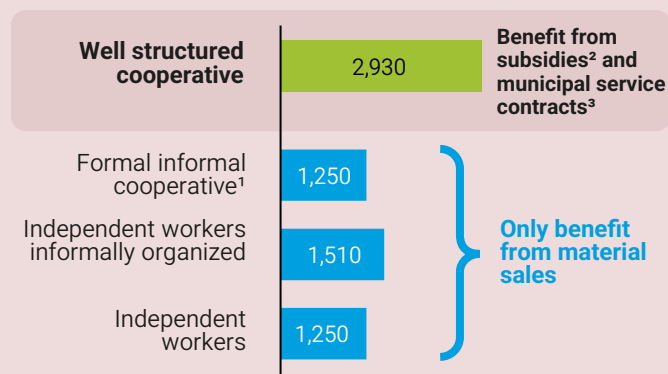 Well structured
cooperative
2,930
Benefit from
subsidies² and
municipal service
contracts³
Formal informal
cooperative¹
1,250
Independent workers
informally organized
1,510
Independent
workers
1,250
Only benefit
from material
sales